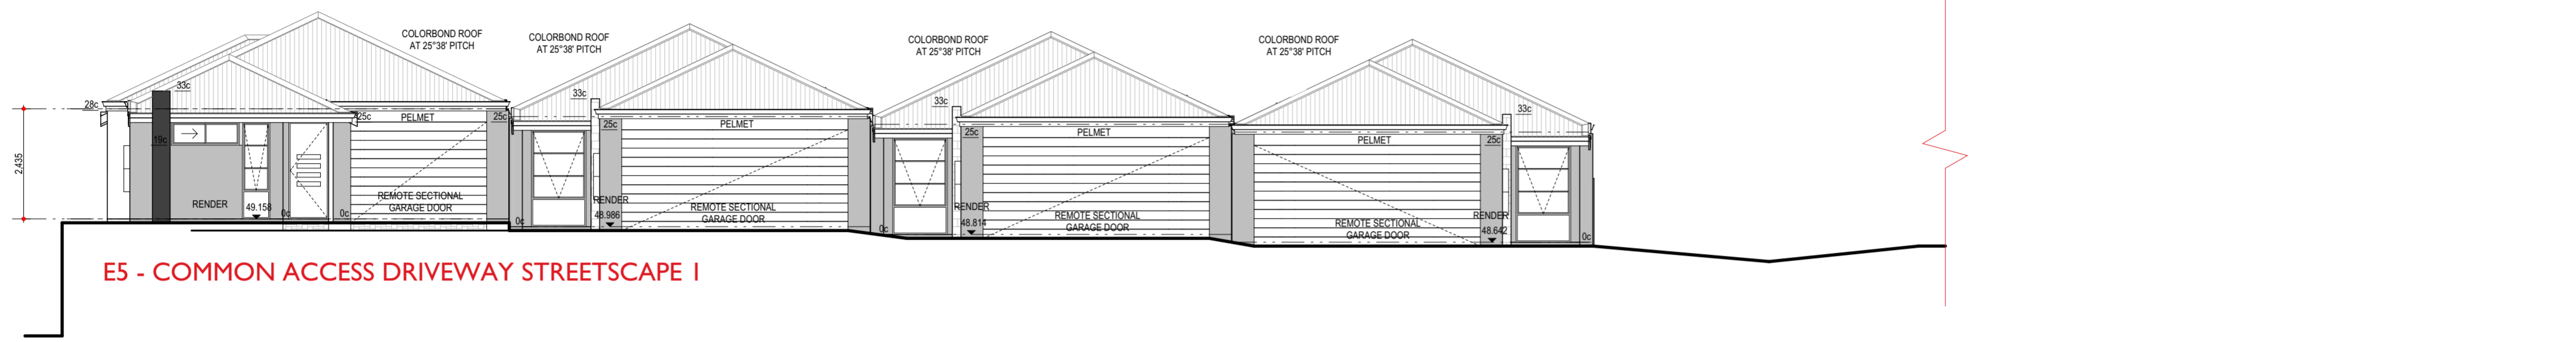 COLORBOND ROOF
AT 25°38' PITCH
COLORBOND ROOF
AT 25°38' PITCH
COLORBOND ROOF
AT 25°38' PITCH
COLORBOND ROOF
AT 25°38' PITCH
33c
28c
33c
33c
33c
25c
PELMET
25c
25c
PELMET
25c
PELMET
PELMET
25c
19c
2,435
REMOTE SECTIONAL
GARAGE DOOR
RENDER
49.158
0c
0c
0c
RENDER
48.986
REMOTE SECTIONAL
GARAGE DOOR
0c
RENDER
48.814
REMOTE SECTIONAL
GARAGE DOOR
REMOTE SECTIONAL
GARAGE DOOR
RENDER
48.642
0c
E5 - COMMON ACCESS DRIVEWAY STREETSCAPE 1